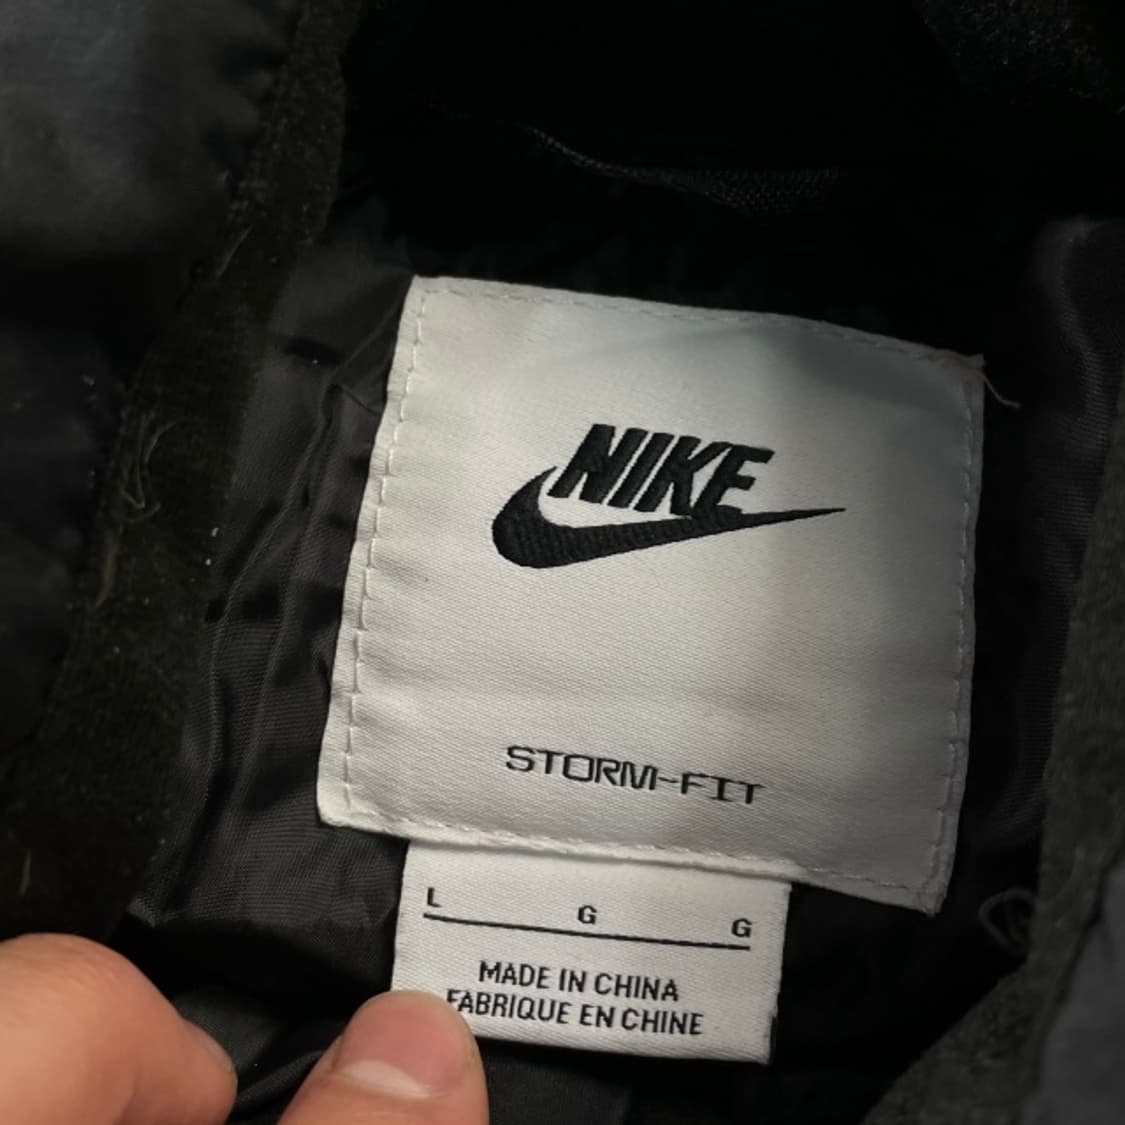 NIKE
STORM-FIT
L G G
MADE IN CHINA
FABRIQUE EN CHINE